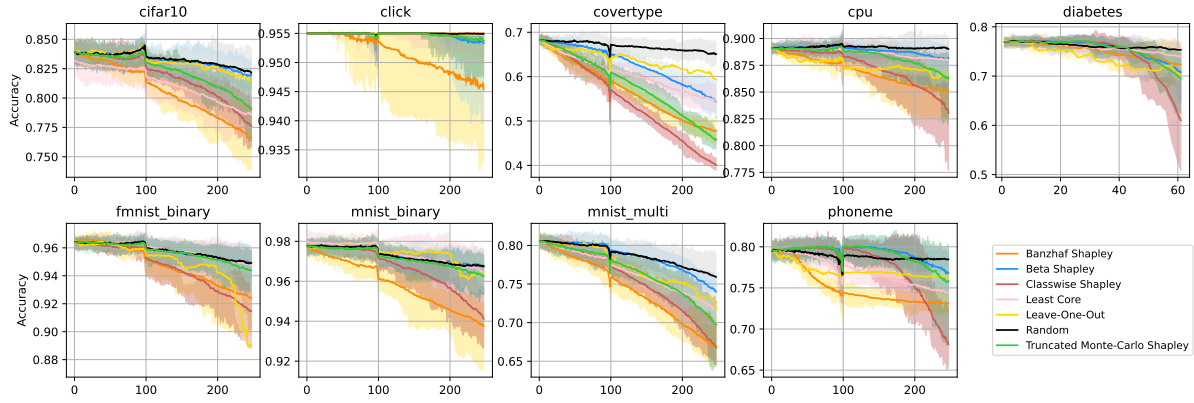 cifar10
click
covertype
cpu
diabetes
Accuracy
0.850
0.825
0.800
0.775
0.750
0 100 200
0.955
0.950
0.945
0.940
0.935
0 100 200
0.7
0.6
0.5
0.4
0 100 200
0.900
0.875
0.850
0.825
0.800
0.775
0 100 200
0.8
0.7
0.6
0.5
0 20 40 60
fmnist_binary
mnist_binary
mnist_multi
phoneme
Accuracy
0.96
0.94
0.92
0.90
0.88
0 100 200
0.98
0.96
0.94
0.92
0 100 200
0.80
0.75
0.70
0.65
0 100 200
0.80
0.75
0.70
0.65
0 100 200
Banzhaf Shapley
Beta Shapley
Classwise Shapley
Least Core
Leave-One-Out
Random
Truncated Monte-Carlo Shapley